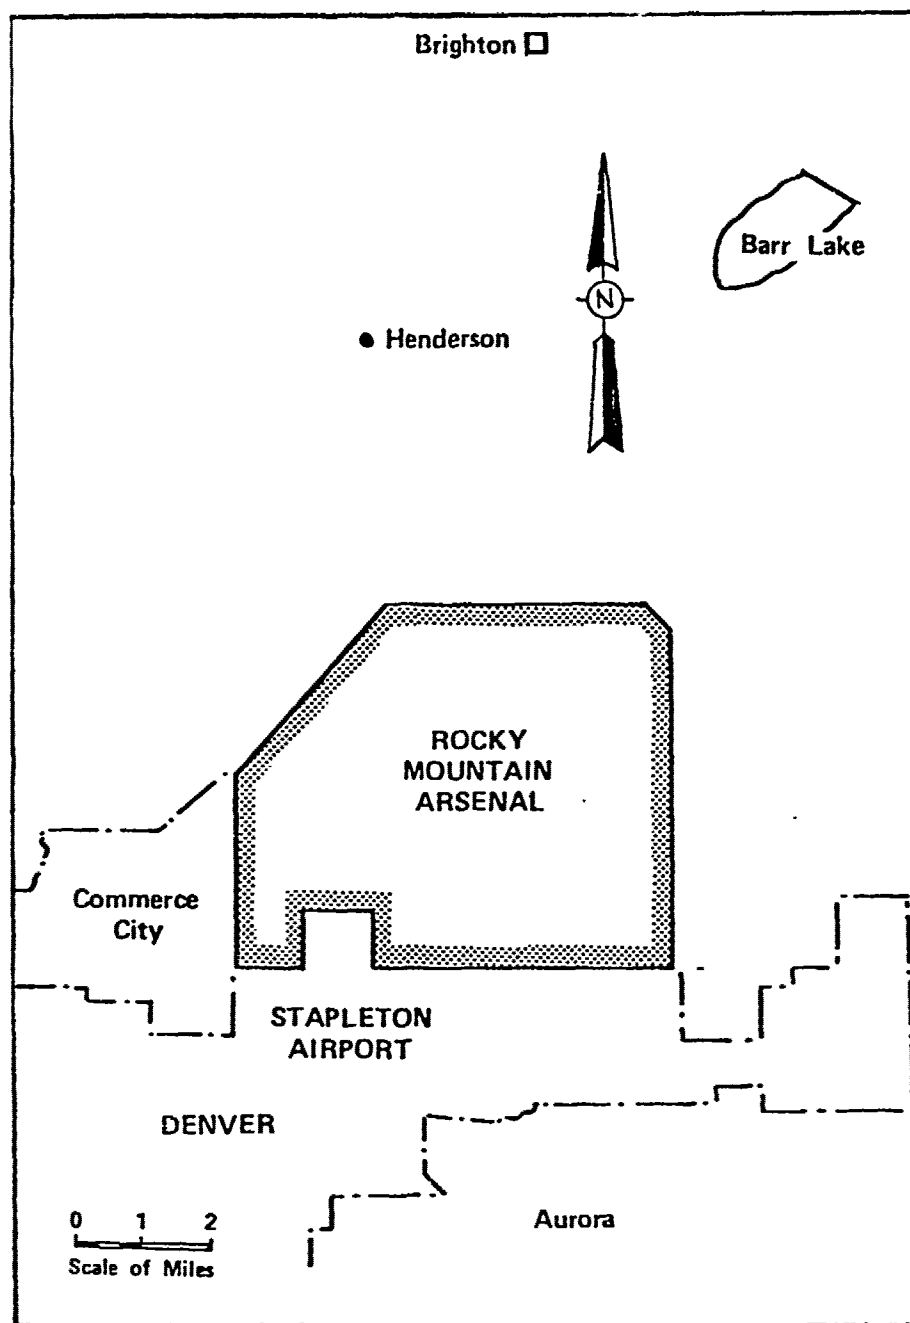 Brighton
Barr Lake
N
Henderson
ROCKY
MOUNTAIN
ARSENAL
Commerce
City
STAPLETON
AIRPORT
DENVER
Aurora
0 1 2
Scale of Miles